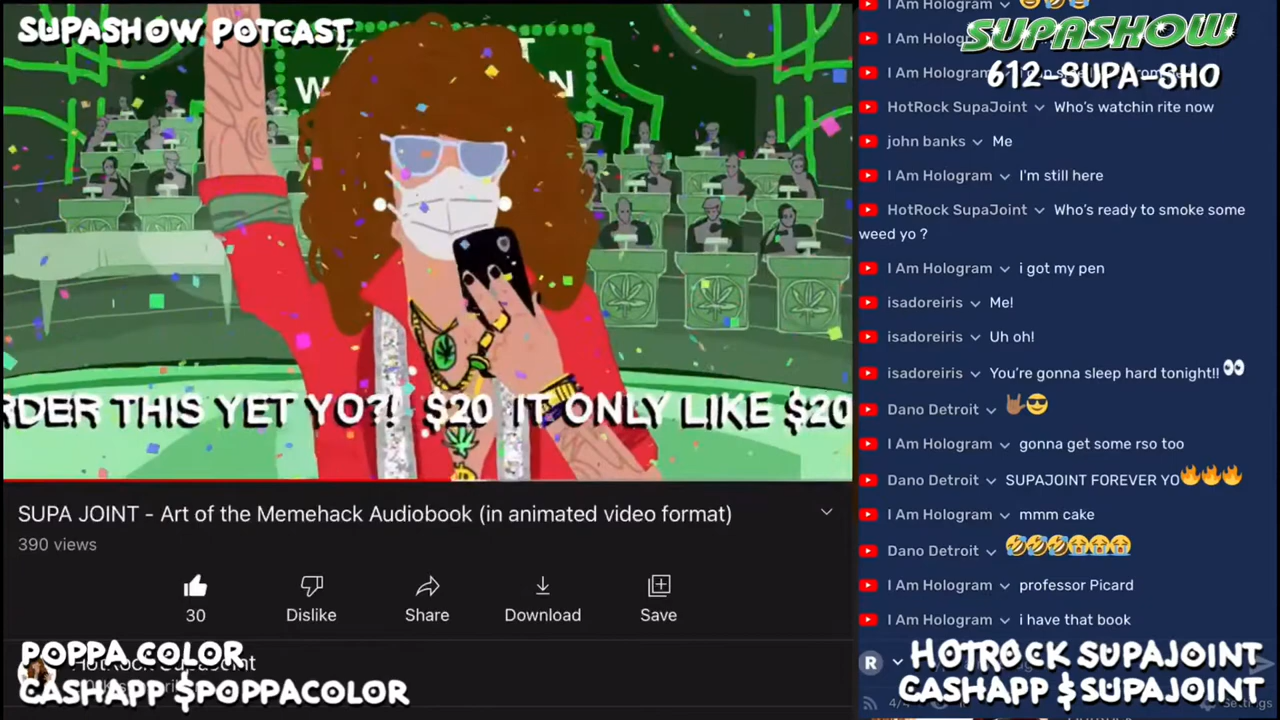 SUPASHOW POTCAST
RDER THIS YET YO?! $20 IT ONLY LIKE $20
SUPA JOINT - Art of the Memehack Audiobook (in animated video format)
390 views
30
Dislike
Share
Download
Save
POPPA COLOR
CASHAPP $POPPACOLOR
I Am Hologram
SUPASHOW
612-SUPA-SHO
I Am Hologram
HotRock SupaJoint Who's watchin rite now
john banks Me
I Am Hologram I'm still here
HotRock SupaJoint Who's ready to smoke some
weed yo ?
I Am Hologram i got my pen
isadoreiris Me!
isadoreiris Uh oh!
isadoreiris You're gonna sleep hard tonight!! 👀
Dano Detroit 🤘🏾😎
I Am Hologram gonna get some rso too
Dano Detroit SUPAJOINT FOREVER YO🔥🔥🔥
I Am Hologram mmm cake
Dano Detroit 🤣🤣🤣😭😭😭
I Am Hologram professor Picard
I Am Hologram i have that book
R
HOTROCK SUPAJOINT
CASHAPP $SUPAJOINT
Settings